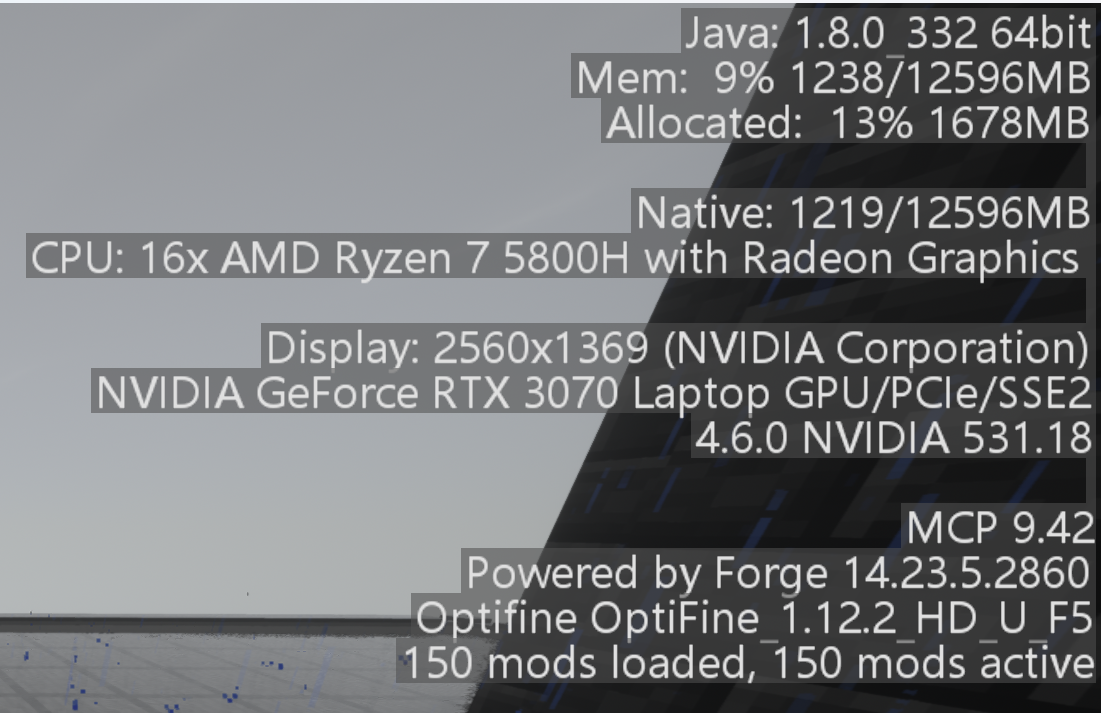 Java: 1.8.0_332 64bit
Mem: 9% 1238/12596MB
Allocated: 13% 1678MB
Native: 1219/12596MB
CPU: 16x AMD Ryzen 7 5800H with Radeon Graphics
Display: 2560x1369 (NVIDIA Corporation)
NVIDIA GeForce RTX 3070 Laptop GPU/PCIe/SSE2
4.6.0 NVIDIA 531.18
MCP 9.42
Powered by Forge 14.23.5.2860
Optifine OptiFine_1.12.2_HD_U_F5
150 mods loaded, 150 mods active